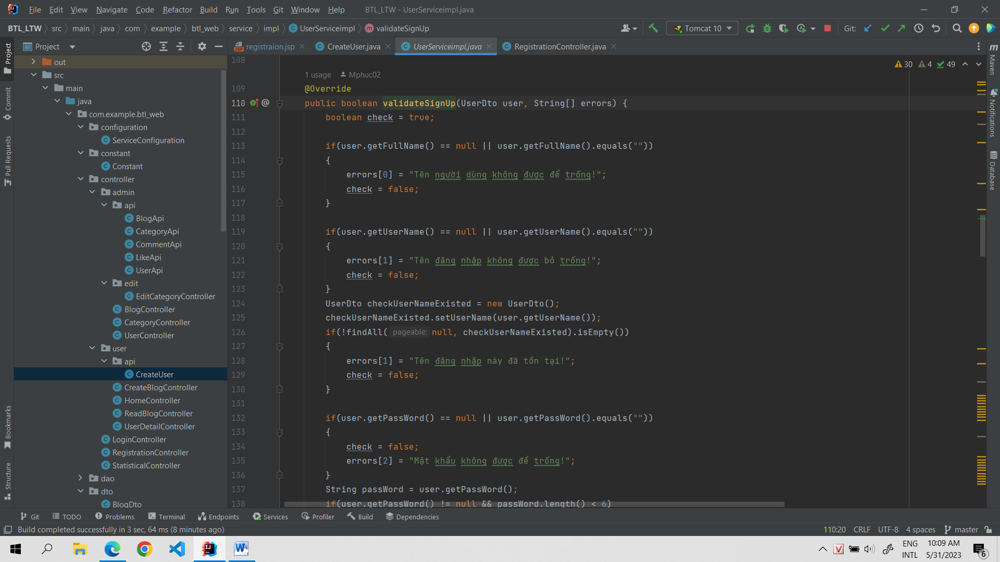 File Edit View Navigate Code Refactor Build Run Tools Git Window Help BTL_LTW - UserServiceimpl.java
BTL_LTW src main java com example btl_web service impl UserServiceimpl validateSignUp Tomcat 10 Git:
Project
registraion.jsp CreateUser.java UserServiceimpl.java RegistrationController.java
Project
Commit
Pull Requests
Bookmarks
Structure
out
src
main
java
com.example.btl_web
configuration
ServiceConfiguration
constant
Constant
controller
admin
api
BlogApi
CategoryApi
CommentApi
LikeApi
UserApi
edit
EditCategoryController
BlogController
CategoryController
UserController
user
api
CreateUser
CreateBlogController
HomeController
ReadBlogController
UserDetailController
LoginController
RegistrationController
StatisticalController
dao
dto
BlogDto
30 4 49
108
1 usage Mphuc02
109 @Override
110 public boolean validateSignUp(UserDto user, String[] errors) {
111 boolean check = true;
112
113 if(user.getFullName() == null || user.getFullName().equals(""))
114 {
115 errors[0] = "Tên người dùng không được để trống!";
116 check = false;
117 }
118
119 if(user.getUserName() == null || user.getUserName().equals(""))
120 {
121 errors[1] = "Tên đăng nhập không được bỏ trống!";
122 check = false;
123 }
124 UserDto checkUserNameExisted = new UserDto();
125 checkUserNameExisted.setUserName(user.getUserName());
126 if(!findAll( pageable: null, checkUserNameExisted).isEmpty())
127 {
128 errors[1] = "Tên đăng nhập này đã tồn tại!";
129 check = false;
130 }
131
132 if(user.getPassWord() == null || user.getPassWord().equals(""))
133 {
134 check = false;
135 errors[2] = "Mật khẩu không được để trống!";
136 }
137 String passWord = user.getPassWord();
138 if(user.getPassWord() != null && passWord.length() < 6)
Maven
Notifications
Database
Git TODO Problems Terminal Endpoints Services Profiler Build Dependencies
Build completed successfully in 3 sec, 64 ms (8 minutes ago) 110:20 CRLF UTF-8 4 spaces master
ENG 10:09 AM
INTL 5/31/2023 6